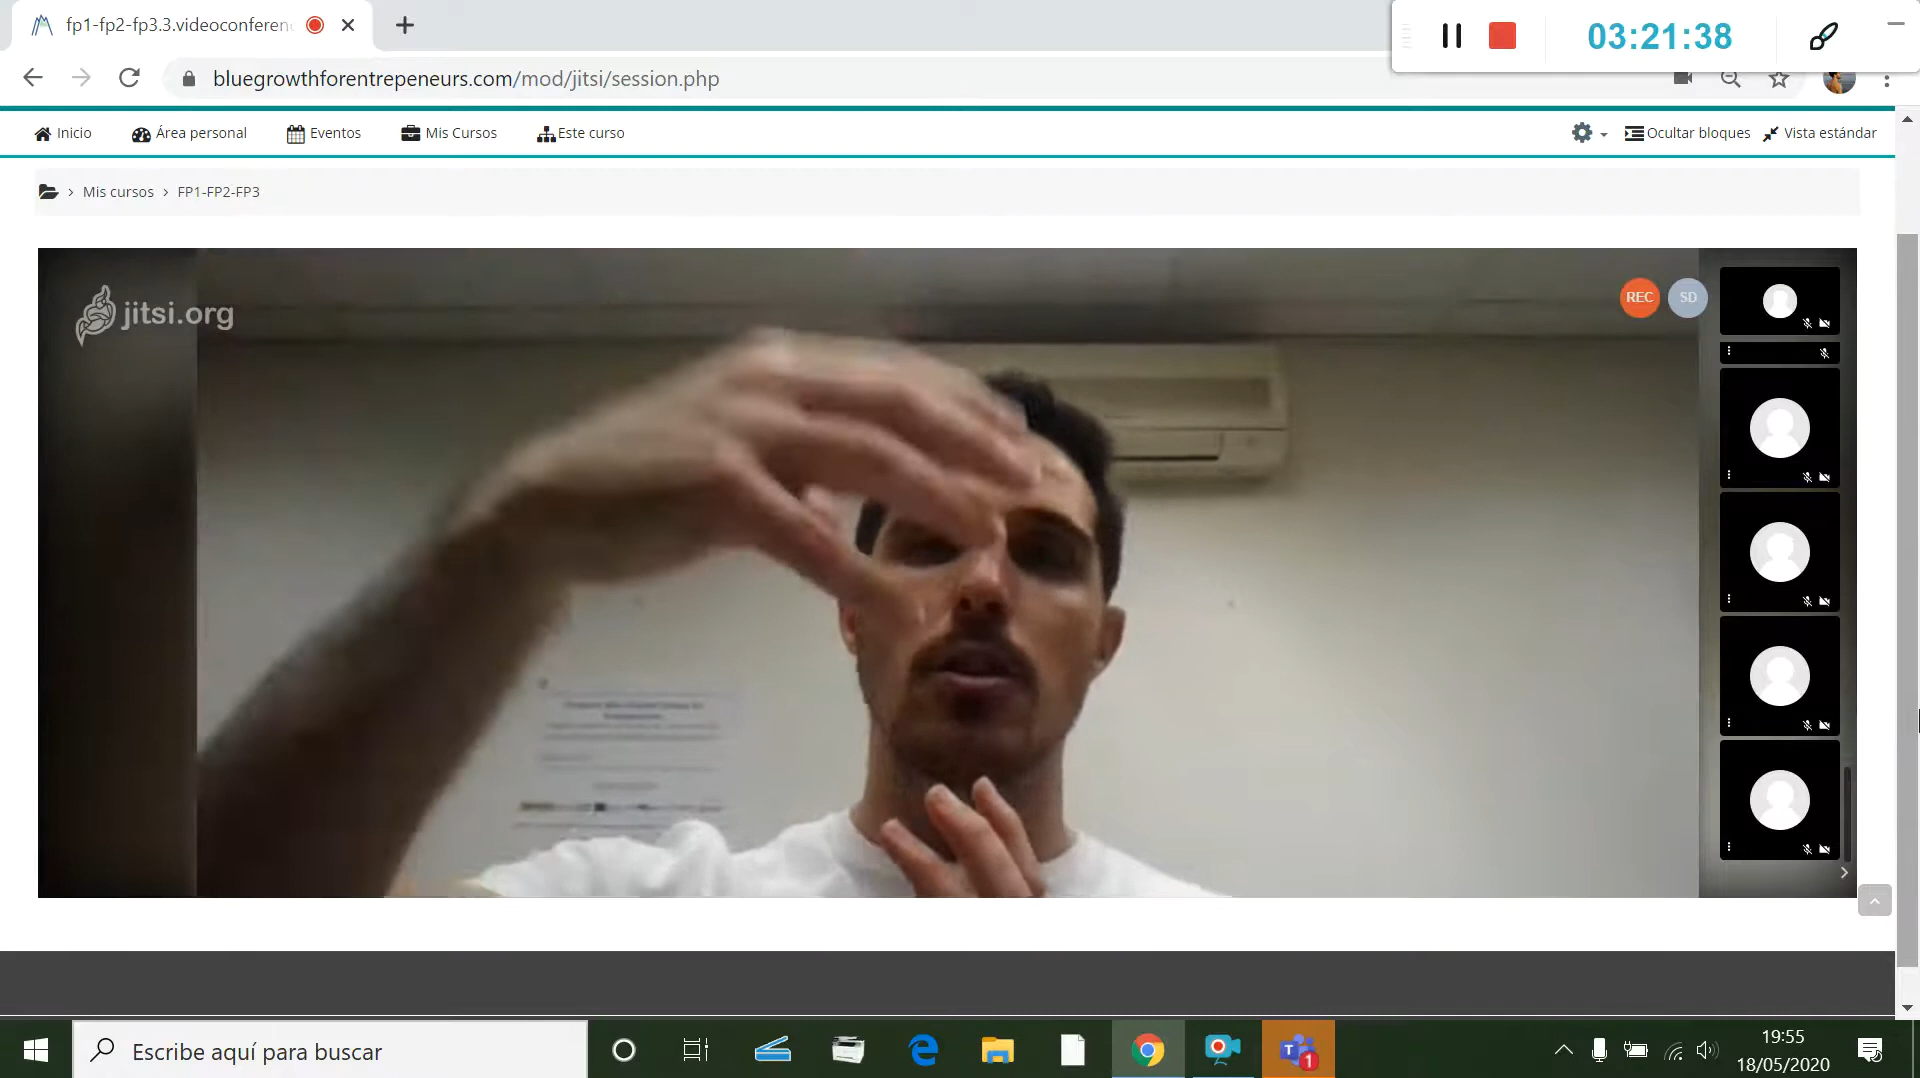 fp1-fp2-fp3.3.videoconferen
03:21:38
bluegrowthforentrepeneurs.com/mod/jitsi/session.php
Inicio
Área personal
Eventos
Mis Cursos
Este curso
Ocultar bloques
Vista estándar
Mis cursos
FP1-FP2-FP3
jitsi.org
REC
SD
Escribe aquí para buscar
T
1
19:55
18/05/2020